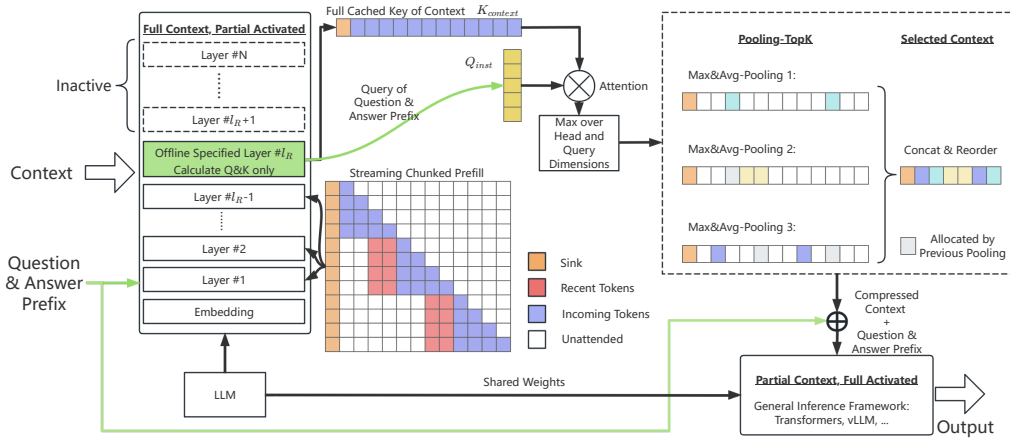 Full Context, Partial Activated
Layer #N
Inactive
Layer #l_R+1
Offline Specified Layer #l_R
Calculate Q&K only
Context
Layer #l_R-1
Layer #2
Layer #1
Embedding
Question
& Answer
Prefix
LLM
Full Cached Key of Context K_context
Q_inst
Query of
Question &
Answer Prefix
Attention
Max over
Head and
Query
Dimensions
Streaming Chunked Prefill
Sink
Recent Tokens
Incoming Tokens
Unattended
Shared Weights
Pooling-TopK
Selected Context
Max&Avg-Pooling 1:
Max&Avg-Pooling 2:
Max&Avg-Pooling 3:
Concat & Reorder
Allocated by
Previous Pooling
Compressed
Context
+
Question &
Answer Prefix
Partial Context, Full Activated
General Inference Framework:
Transformers, vLLM, ...
Output